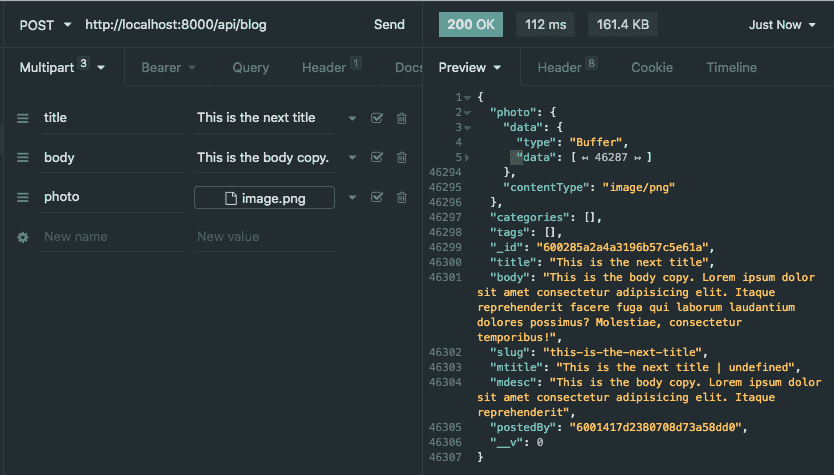 POST http://localhost:8000/api/blog Send
Multipart 3 Bearer Query Header 1 Docs
title This is the next title
body This is the body copy.
photo image.png
New name New value
200 OK 112 ms 161.4 KB Just Now
Preview Header 8 Cookie Timeline
1 {
2 "photo": {
3 "data": {
4 "type": "Buffer",
5 "data": [ ↤ 46287 ↦ ]
46294 },
46295 "contentType": "image/png"
46296 },
46297 "categories": [],
46298 "tags": [],
46299 "_id": "600285a2a4a3196b57c5e61a",
46300 "title": "This is the next title",
46301 "body": "This is the body copy. Lorem ipsum dolor
sit amet consectetur adipisicing elit. Itaque
reprehenderit facere fuga qui laborum laudantium
dolores possimus? Molestiae, consectetur
temporibus!",
46302 "slug": "this-is-the-next-title",
46303 "mtitle": "This is the next title | undefined",
46304 "mdesc": "This is the body copy. Lorem ipsum dolor
sit amet consectetur adipisicing elit. Itaque
reprehenderit",
46305 "postedBy": "6001417d2380708d73a58dd0",
46306 "__v": 0
46307 }